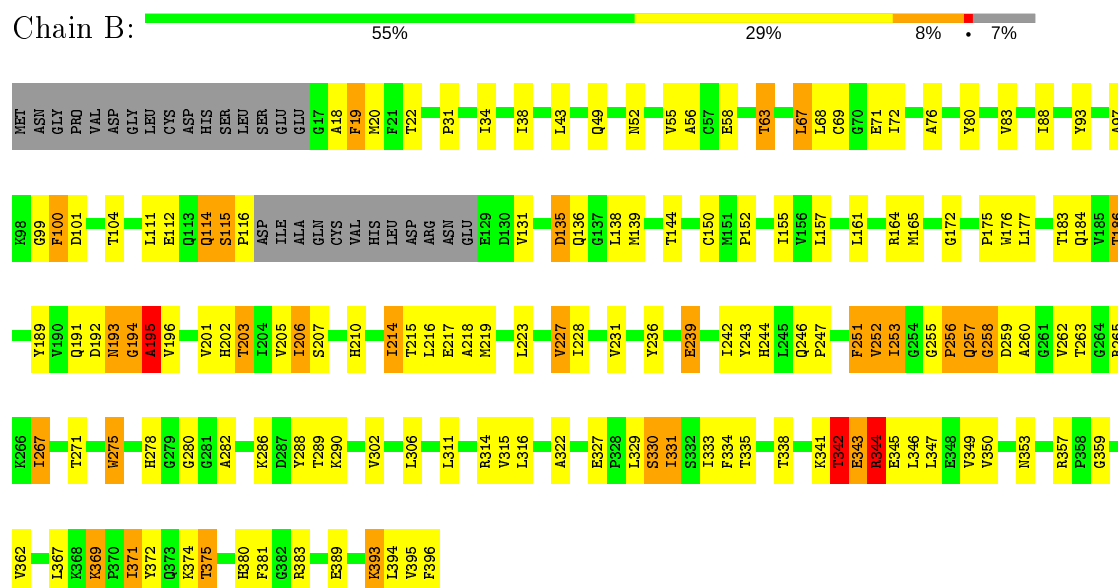 Chain B:
55% 29% 8% • 7%
MET ASN GLY PRO VAL ASP GLY LEU CYS ASP HIS SER LEU SER GLU GLU G17 A18 F19 M20 F21 T22 P31 I34 I38 L43 Q49 N52 V55 A56 C57 E58 T63 L67 L68 C69 G70 E71 I72 A76 Y80 V83 I88 Y93 A97
K98 G99 F100 D101 T104 L111 E112 Q113 Q114 S115 P116 ASP ILE ALA GLN CYS VAL HIS LEU ASP ARG ASN GLU E129 D130 V131 D135 Q136 G137 L138 M139 T144 C150 M151 P152 I155 V156 L157 L161 R164 M165 G172 P175 W176 L177 T183 Q184 V185 T186
Y189 V190 Q191 D192 N193 G194 A195 V196 V201 H202 T203 I204 V205 I206 S207 H210 I214 T215 L216 E217 A218 M219 L223 V227 I228 V231 Y236 E239 I242 Y243 H244 L245 Q246 P247 F251 V252 I253 G254 G255 P256 Q257 G258 D259 A260 G261 V262 T263 G264 R265
K266 I267 T271 W275 H278 G279 G280 G281 A282 K286 D287 Y288 T289 K290 V302 L306 L311 R314 V315 L316 A322 E327 P328 L329 S330 I331 S332 I333 F334 T335 T338 K341 T342 E343 R344 E345 L346 L347 E348 V349 V350 N353 R357 P358 G359
V362 L367 K368 K369 P370 I371 Y372 Q373 K374 T375 H380 F381 G382 R383 E389 K393 L394 V395 F396